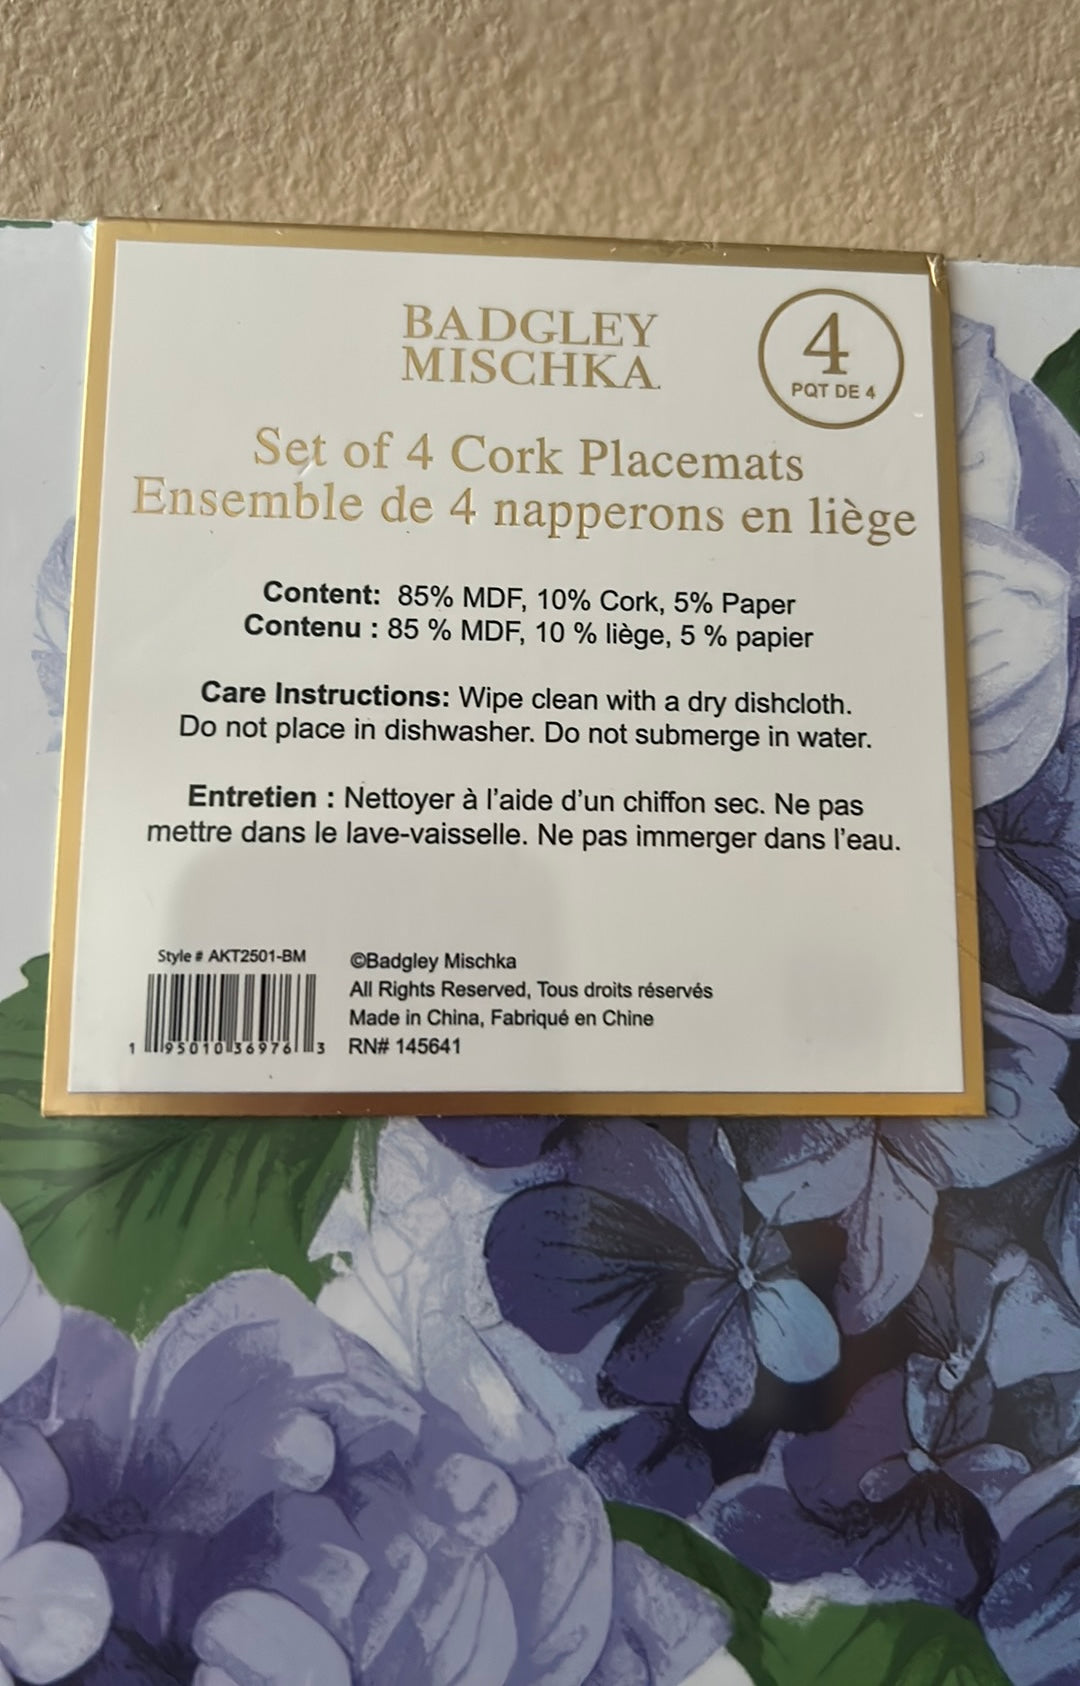 BADGLEY
MISCHKA
4
PQT DE 4
Set of 4 Cork Placemats
Ensemble de 4 napperons en liège
Content: 85% MDF, 10% Cork, 5% Paper
Contenu : 85 % MDF, 10 % liège, 5 % papier
Care Instructions: Wipe clean with a dry dishcloth.
Do not place in dishwasher. Do not submerge in water.
Entretien : Nettoyer à l'aide d'un chiffon sec. Ne pas
mettre dans le lave-vaisselle. Ne pas immerger dans l'eau.
Style # AKT2501-BM
1 95010 36976 3
©Badgley Mischka
All Rights Reserved, Tous droits réservés
Made in China, Fabriqué en Chine
RN# 145641